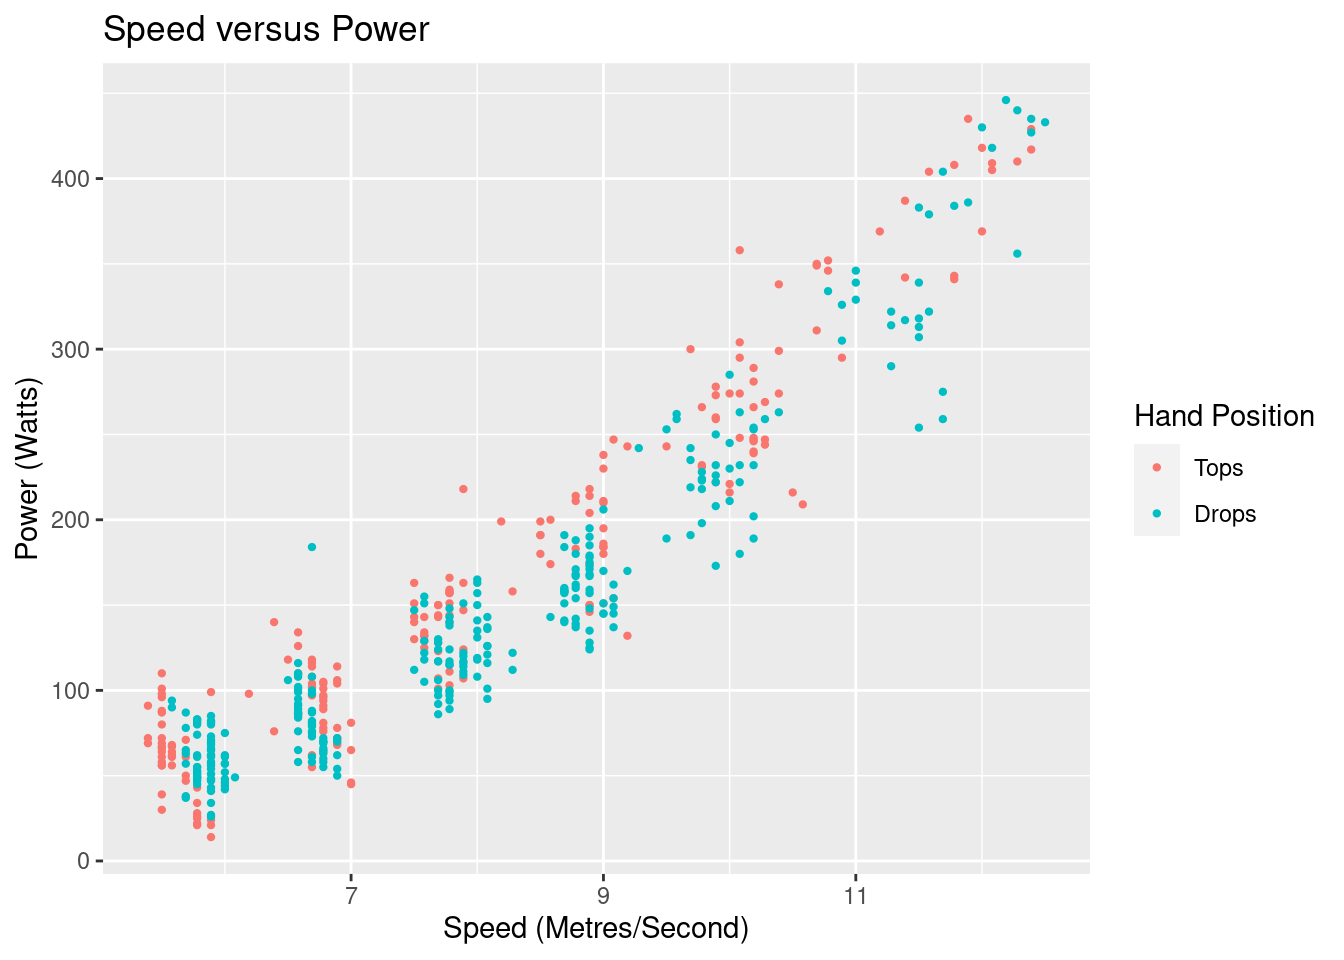 Speed versus Power
400
300
200
100
0
Power (Watts)
7
9
11
Speed (Metres/Second)
Hand Position
Tops
Drops